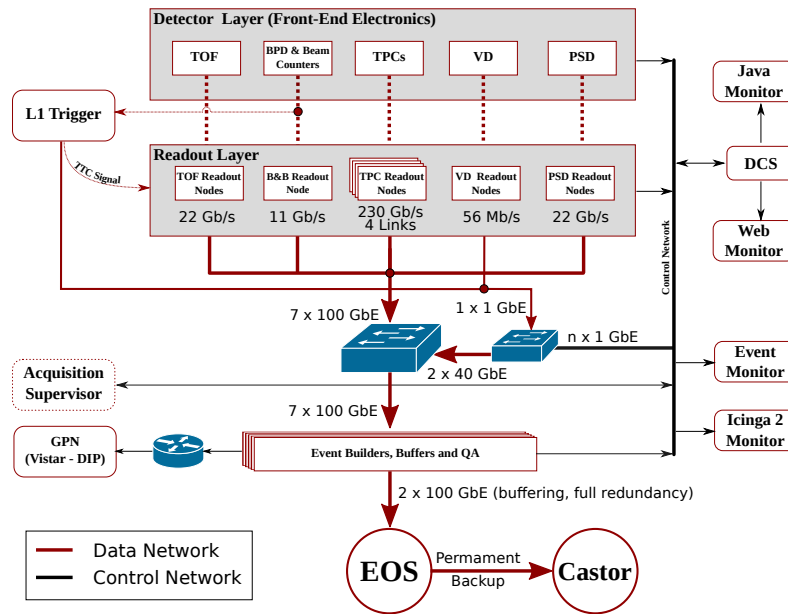 Detector Layer (Front-End Electronics)
TOF
BPD & Beam
Counters
TPCs
VD
PSD
Java
Monitor
L1 Trigger
TTC Signal
Readout Layer
TOF Readout
Nodes
22 Gb/s
B&B Readout
Node
11 Gb/s
TPC Readout
Nodes
230 Gb/s
4 Links
VD Readout
Nodes
56 Mb/s
PSD Readout
Nodes
22 Gb/s
DCS
Web
Monitor
Control Network
7 x 100 GbE
1 x 1 GbE
n x 1 GbE
2 x 40 GbE
Acquisition
Supervisor
Event
Monitor
7 x 100 GbE
GPN
(Vistar - DIP)
Event Builders, Buffers and QA
Icinga 2
Monitor
2 x 100 GbE (buffering, full redundancy)
Data Network
Control Network
EOS
Permament
Backup
Castor